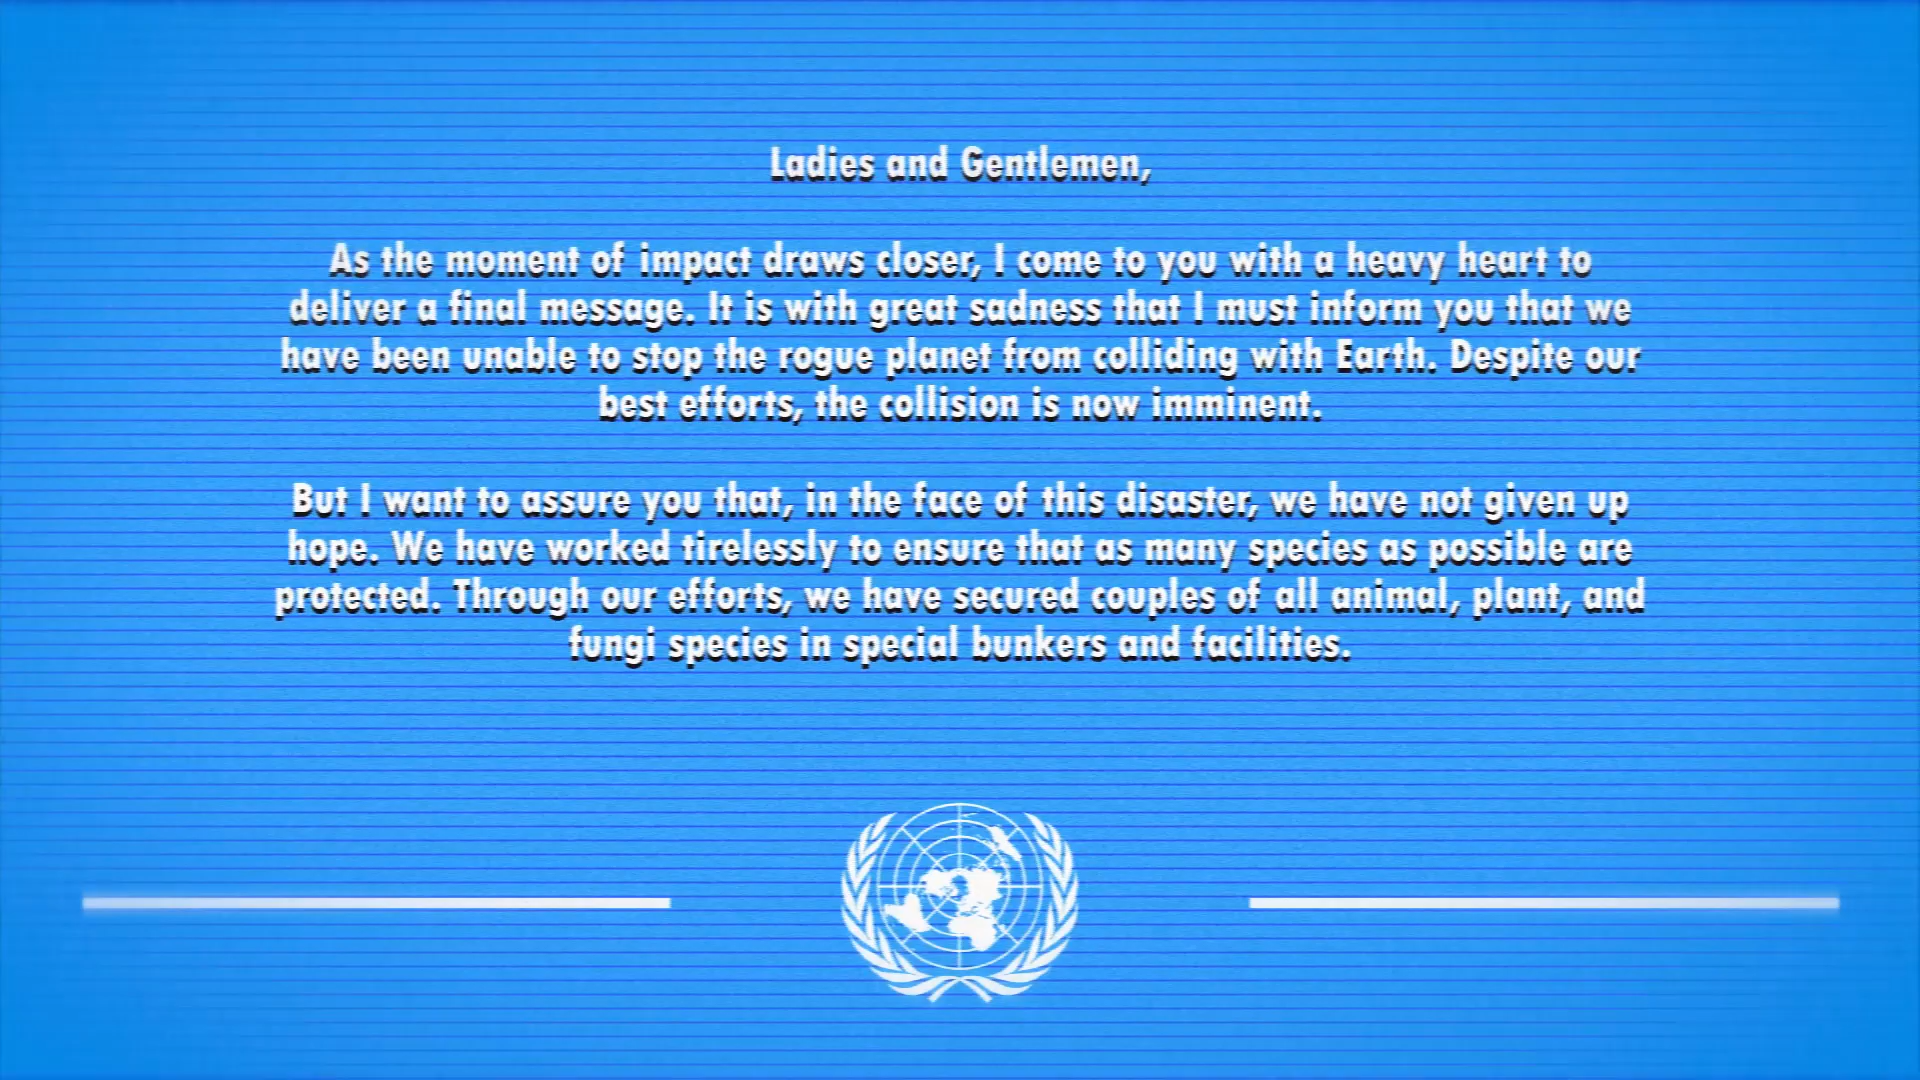 Ladies and Gentlemen,
As the moment of impact draws closer, I come to you with a heavy heart to
deliver a final message. It is with great sadness that I must inform you that we
have been unable to stop the rogue planet from colliding with Earth. Despite our
best efforts, the collision is now imminent.
But I want to assure you that, in the face of this disaster, we have not given up
hope. We have worked tirelessly to ensure that as many species as possible are
protected. Through our efforts, we have secured couples of all animal, plant, and
fungi species in special bunkers and facilities.